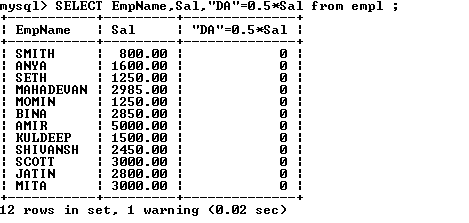 mysql> SELECT EmpName,Sal,"DA"=0.5*Sal from empl ;
+-----------+---------+---------------+
| EmpName | Sal | "DA"=0.5*Sal |
+-----------+---------+---------------+
| SMITH | 800.00 | 0 |
| ANYA | 1600.00 | 0 |
| SETH | 1250.00 | 0 |
| MAHADEVAN | 2985.00 | 0 |
| MOMIN | 1250.00 | 0 |
| BINA | 2850.00 | 0 |
| AMIR | 5000.00 | 0 |
| KULDEEP | 1500.00 | 0 |
| SHIVANSH | 2450.00 | 0 |
| SCOTT | 3000.00 | 0 |
| JATIN | 2800.00 | 0 |
| MITA | 3000.00 | 0 |
+-----------+---------+---------------+
12 rows in set, 1 warning (0.02 sec)